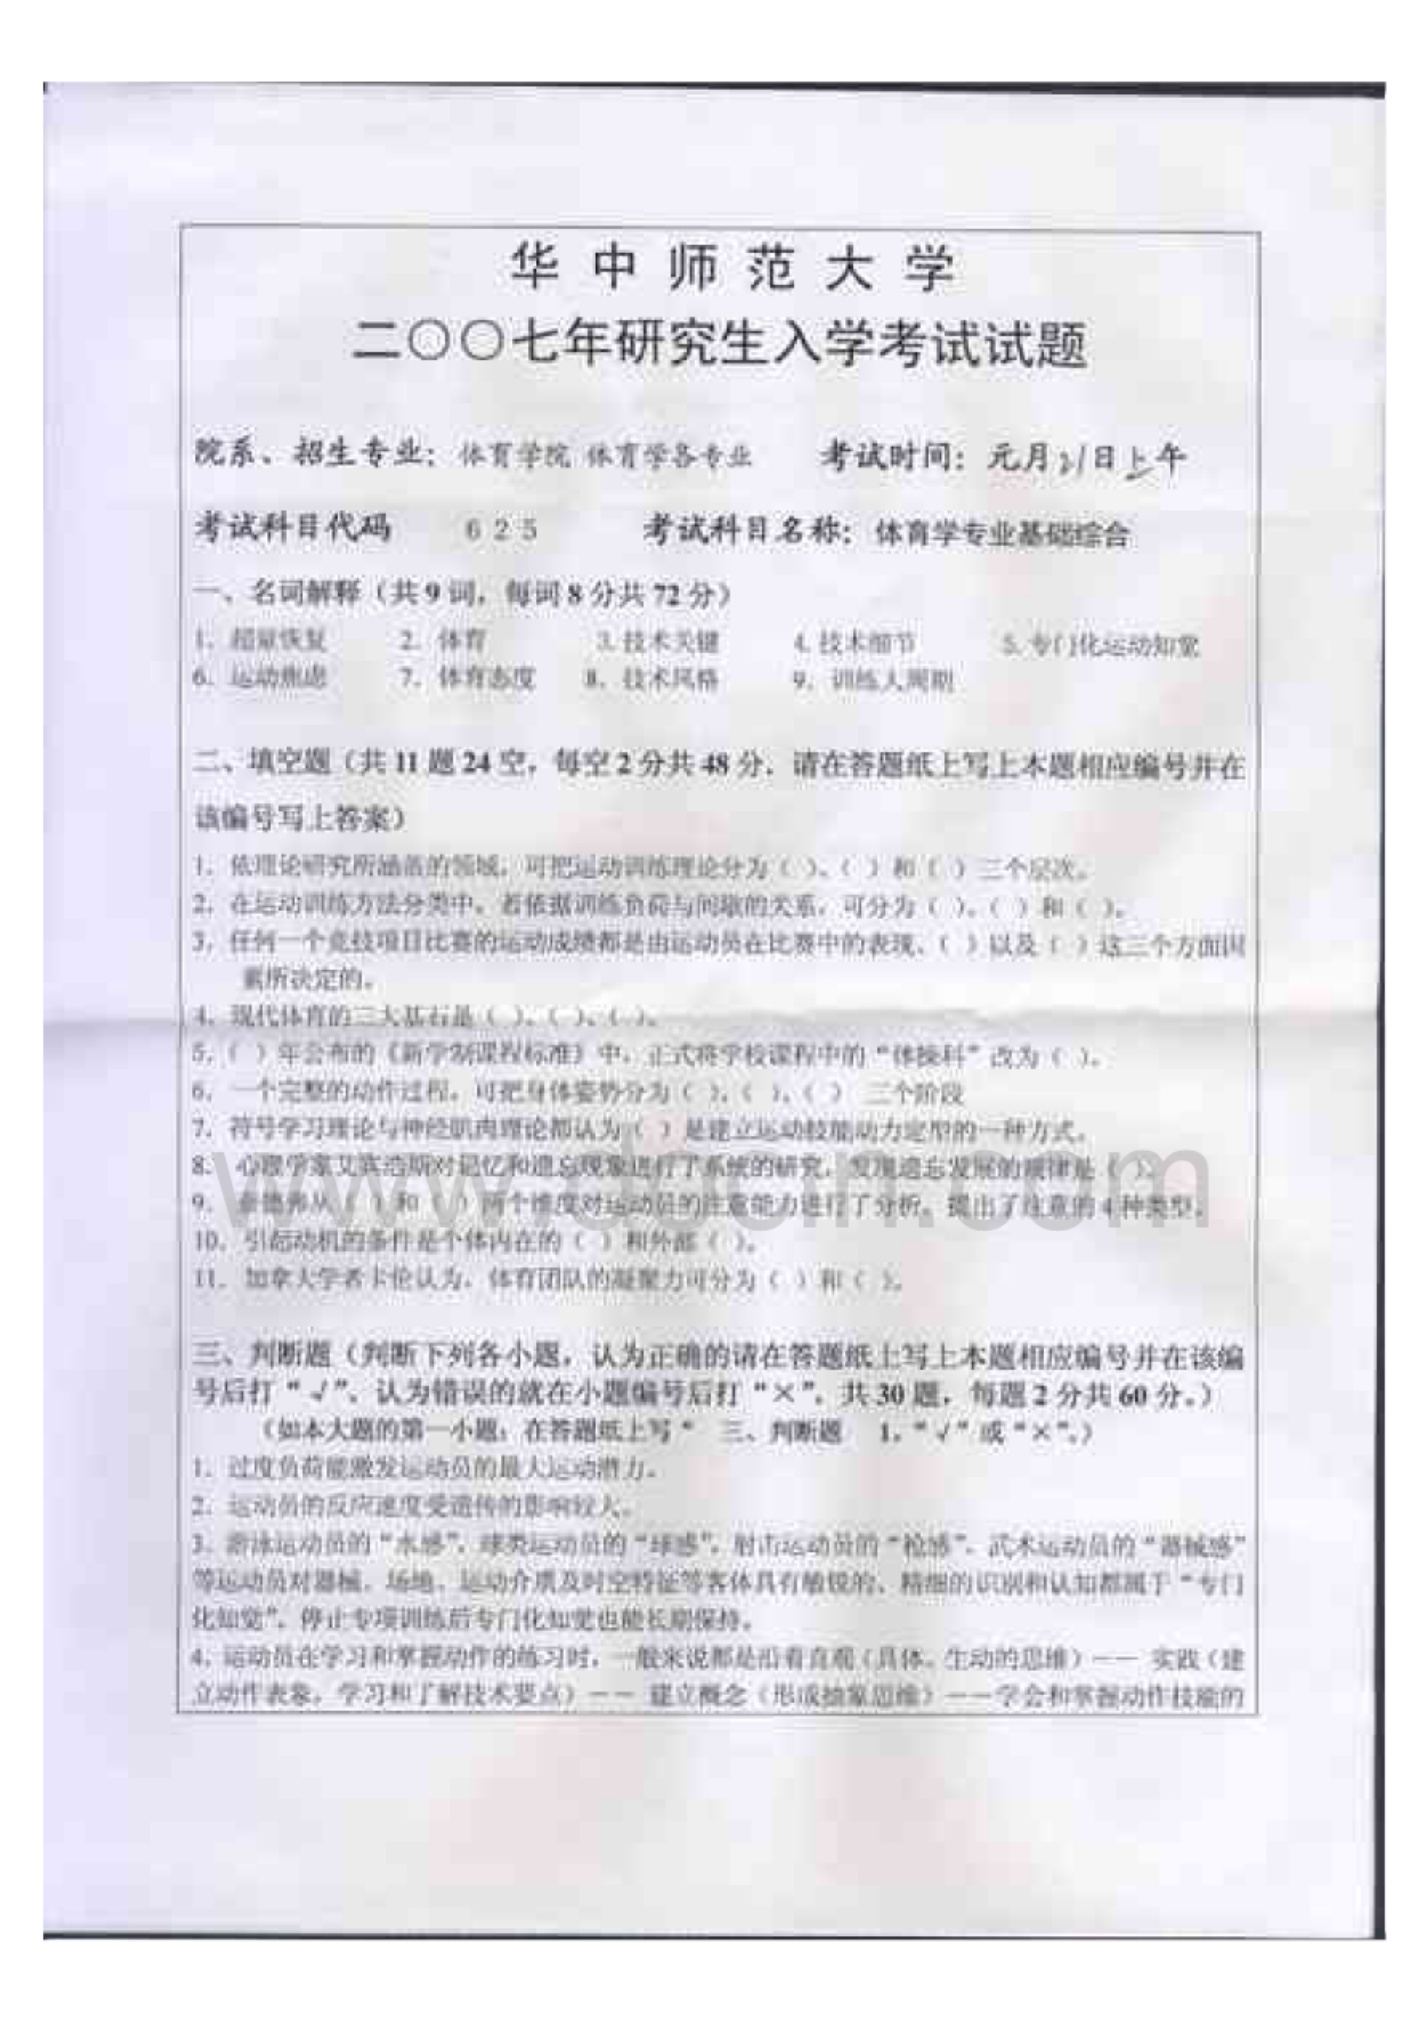 华中师范大学
二〇〇七年研究生入学考试试题
院系、招生专业：体育学院 体育学各专业 考试时间：元月21日上午
考试科目代码 625 考试科目名称：体育学专业基础综合
一、名词解释（共9词，每词8分共72分）
1．超量恢复 2．体育 3.技术关键 4.技术细节 5.专门化运动知觉
6．运动焦虑 7．体育态度 8．技术风格 9．训练大周期
二、填空题（共11题24空，每空2分共48分．请在答题纸上写上本题相应编号并在
该编号写上答案）
1．依理论研究所涵盖的领域，可把运动训练理论分为（ ）、（ ）和（ ）三个层次。
2．在运动训练方法分类中，若依据训练负荷与间歇的关系，可分为（ ）、（ ）和（ ）。
3．任何一个竞技项目比赛的运动成绩都是由运动员在比赛中的表现、（ ）以及（ ）这三个方面因
素所决定的。
4．现代体育的三大基石是（ ）、（ ）、（ ）。
5．（ ）年公布的《新学制课程标准》中，正式将学校课程中的“体操科”改为（ ）。
6．一个完整的动作过程，可把身体姿势分为（ ）、（ ）、（ ） 三个阶段
7．符号学习理论与神经肌肉理论都认为（ ）是建立运动技能动力定型的一种方式。
8．心理学家艾宾浩斯对记忆和遗忘现象进行了系统的研究，发现遗忘发展的规律是（ ）。
9．奈德弗从（ ）和（ ）两个维度对运动员的注意能力进行了分析，提出了注意的4种类型。
10．引起动机的条件是个体内在的（ ）和外部（ ）。
11．加拿大学者卡伦认为，体育团队的凝聚力可分为（ ）和（ ）。
三、判断题（判断下列各小题，认为正确的请在答题纸上写上本题相应编号并在该编
号后打“√”，认为错误的就在小题编号后打“×”，共30题，每题2分共60分。）
（如本大题的第一小题：在答题纸上写“ 三、判断题 1．“√”或“×”。）
1．过度负荷能激发运动员的最大运动潜力。
2．运动员的反应速度受遗传的影响较大。
3．游泳运动员的“水感”，球类运动员的“球感”，射击运动员的“枪感”，武术运动员的“器械感”
等运动员对器械、场地、运动介质及时空特征等客体具有敏锐的、精细的识别和认知都属于“专门
化知觉”，停止专项训练后专门化知觉也能长期保持。
4．运动员在学习和掌握动作的练习时，一般来说都是沿着直观（具体、生动的思维）—— 实践（建
立动作表象，学习和了解技术要点）—— 建立概念（形成抽象思维）——学会和掌握动作技能的
www.docin.com